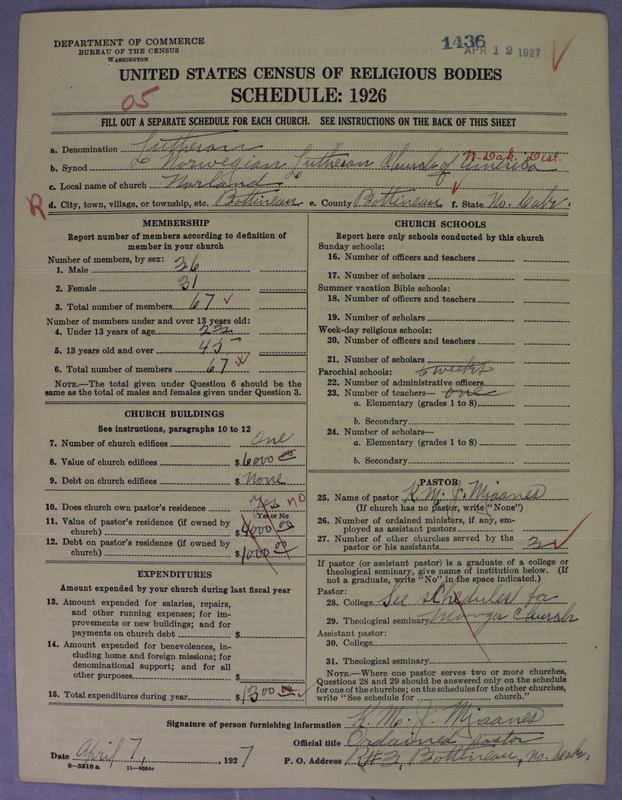 DEPARTMENT OF COMMERCE
BUREAU OF THE CENSUS
WASHINGTON
1436
APR 12 1927
UNITED STATES CENSUS OF RELIGIOUS BODIES
SCHEDULE: 1926
05
FILL OUT A SEPARATE SCHEDULE FOR EACH CHURCH. SEE INSTRUCTIONS ON THE BACK OF THIS SHEET
a. Denomination Lutheran
N-Dak. Dist.
b. Synod Norwegian Lutheran Church of America
c. Local name of church Norland
R d. City, town, village, or township, etc. Bottineau e. County Bottineau f. State No. Dak.
MEMBERSHIP
Report number of members according to definition of
member in your church
Number of members, by sex:
1. Male 36
2. Female 31
3. Total number of members 67
Number of members under and over 13 years old:
4. Under 13 years of age 22
5. 13 years old and over 45
6. Total number of members 67
NOTE.—The total given under Question 6 should be the
same as the total of males and females given under Question 3.
CHURCH BUILDINGS
See instructions, paragraphs 10 to 12
7. Number of church edifices One
8. Value of church edifices $6000 00
9. Debt on church edifices $None
10. Does church own pastor's residence Yes no
Yes or No
11. Value of pastor's residence (if owned by
church) $4000 00
12. Debt on pastor's residence (if owned by
church) $1000 00
EXPENDITURES
Amount expended by your church during last fiscal year
13. Amount expended for salaries, repairs,
and other running expenses; for im-
provements or new buildings; and for
payments on church debt $
14. Amount expended for benevolences, in-
cluding home and foreign missions; for
denominational support; and for all
other purposes $
15. Total expenditures during year $1300 00
CHURCH SCHOOLS
Report here only schools conducted by this church
Sunday schools:
16. Number of officers and teachers
17. Number of scholars
Summer vacation Bible schools:
18. Number of officers and teachers
19. Number of scholars
Week-day religious schools:
20. Number of officers and teachers
21. Number of scholars
Parochial schools: 6 weeks
22. Number of administrative officers
23. Number of teachers— one
a. Elementary (grades 1 to 8)
b. Secondary
24. Number of scholars—
a. Elementary (grades 1 to 8)
b. Secondary
PASTOR
25. Name of pastor K. M. J. Mjaanes
(If church has no pastor, write "None")
26. Number of ordained ministers, if any, em-
ployed as assistant pastors
27. Number of other churches served by the
pastor or his assistants 3
If pastor (or assistant pastor) is a graduate of a college or
theological seminary, give name of institution below. (If
not a graduate, write "No" in the space indicated.)
Pastor:
28. College See schedules for
29. Theological seminary Church
Assistant pastor:
30. College
31. Theological seminary
NOTE.—Where one pastor serves two or more churches,
Questions 28 and 29 should be answered only on the schedule
for one of the churches; on the schedules for the other churches,
write "See schedule for church."
Signature of person furnishing information K. M. J. Mjaanes
Official title Ordained pastor
Date April 7, 1927
P. O. Address R#3, Bottineau, No. Dak.
8-5518a 11-9044